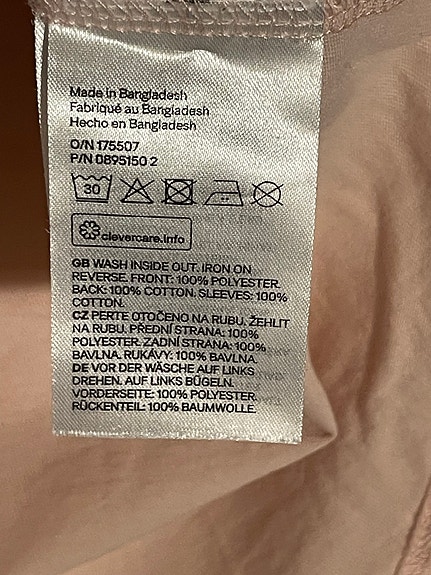 Made in Bangladesh
Fabriqué au Bangladesh
Hecho en Bangladesh
O/N 175507
P/N 0895150 2
30
clevercare.info
GB WASH INSIDE OUT. IRON ON
REVERSE. FRONT: 100% POLYESTER.
BACK: 100% COTTON. SLEEVES: 100%
COTTON.
CZ PERTE OTOČENO NA RUBU. ŽEHLIT
NA RUBU. PŘEDNÍ STRANA: 100%
POLYESTER. ZADNÍ STRANA: 100%
BAVLNA. RUKÁVY: 100% BAVLNA.
DE VOR DER WÄSCHE AUF LINKS
DREHEN. AUF LINKS BÜGELN.
VORDERSEITE: 100% POLYESTER.
RÜCKENTEIL: 100% BAUMWOLLE.